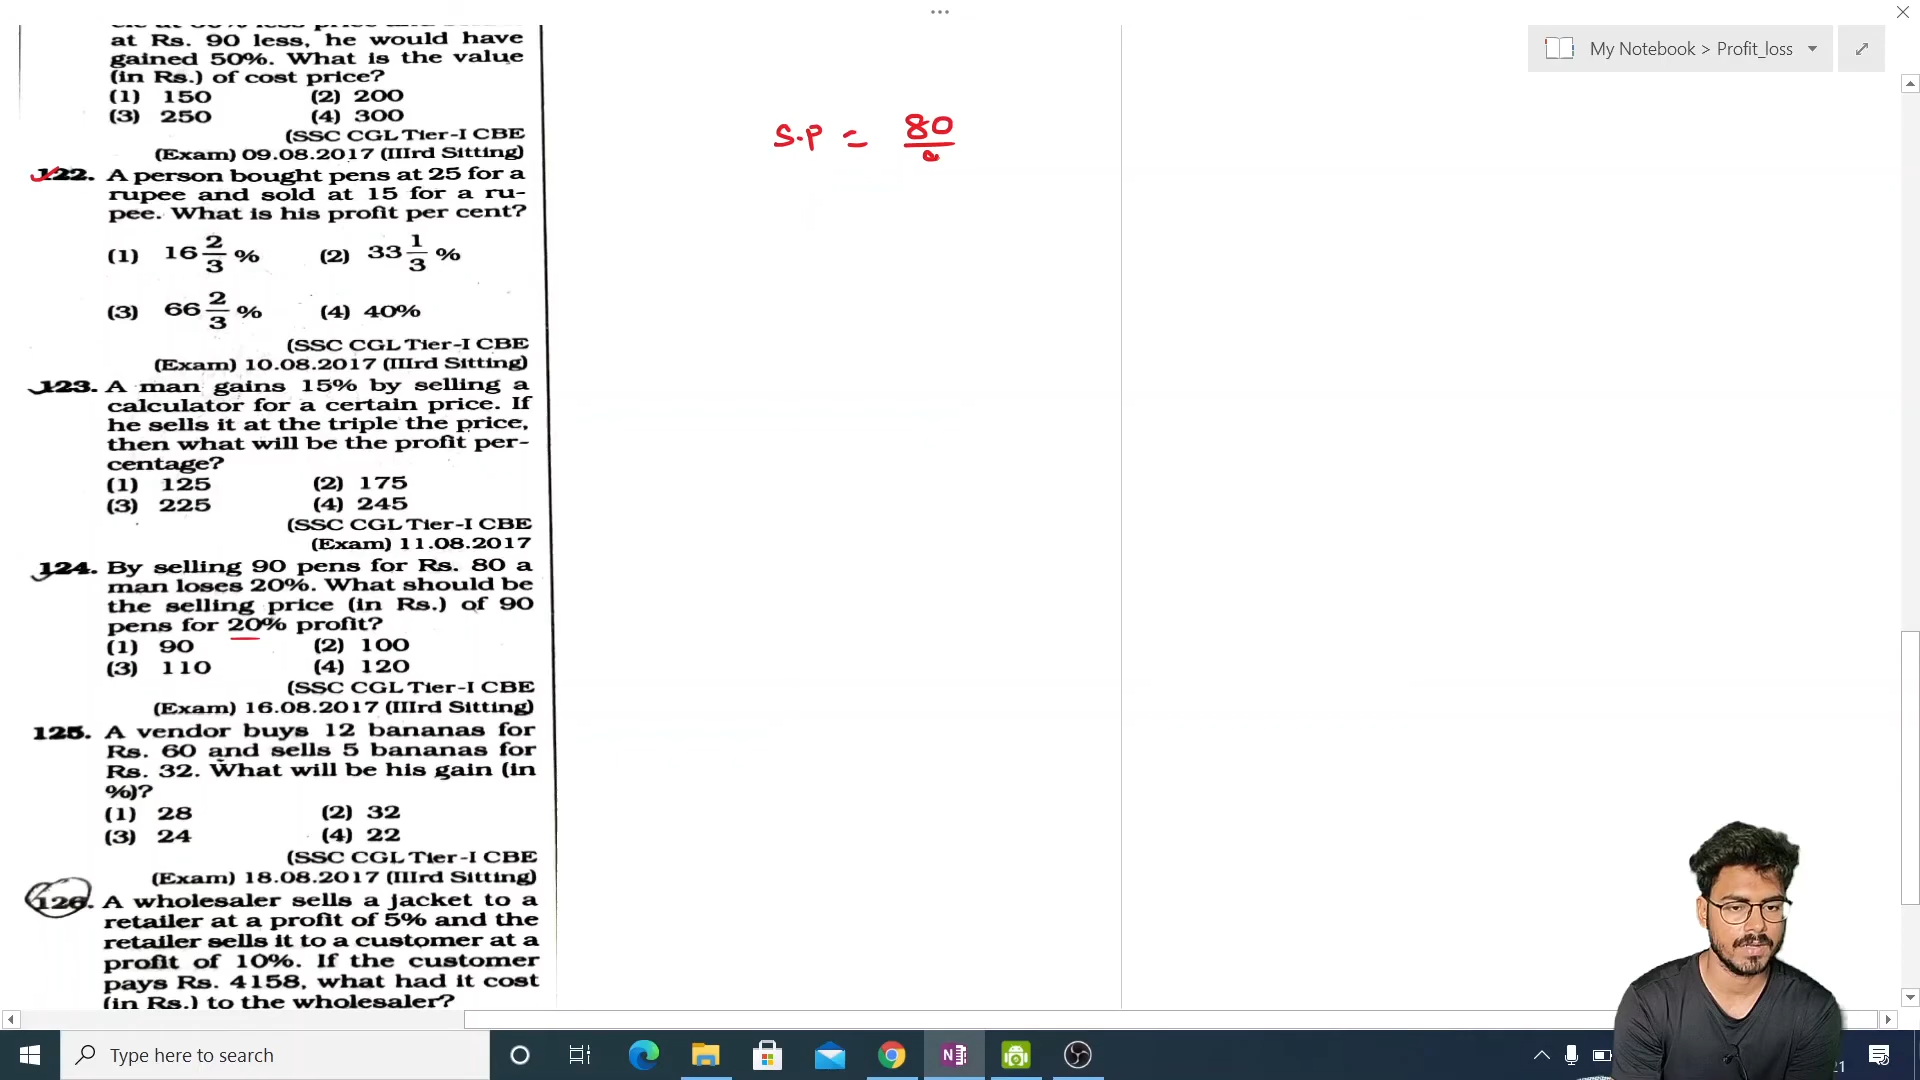 at Rs. 90 less, he would have
gained 50%. What is the value
(in Rs.) of cost price?
(1) 150 (2) 200
(3) 250 (4) 300
(SSC CGL Tier-I CBE
(Exam) 09.08.2017 (IIIrd Sitting)
122. A person bought pens at 25 for a
rupee and sold at 15 for a ru-
pee. What is his profit per cent?
(1) 16 2/3 % (2) 33 1/3 %
(3) 66 2/3 % (4) 40%
(SSC CGL Tier-I CBE
(Exam) 10.08.2017 (IIIrd Sitting)
123. A man gains 15% by selling a
calculator for a certain price. If
he sells it at the triple the price,
then what will be the profit per-
centage?
(1) 125 (2) 175
(3) 225 (4) 245
(SSC CGL Tier-I CBE
(Exam) 11.08.2017
124. By selling 90 pens for Rs. 80 a
man loses 20%. What should be
the selling price (in Rs.) of 90
pens for 20% profit?
(1) 90 (2) 100
(3) 110 (4) 120
(SSC CGL Tier-I CBE
(Exam) 16.08.2017 (IIIrd Sitting)
125. A vendor buys 12 bananas for
Rs. 60 and sells 5 bananas for
Rs. 32. What will be his gain (in
%)?
(1) 28 (2) 32
(3) 24 (4) 22
(SSC CGL Tier-I CBE
(Exam) 18.08.2017 (IIIrd Sitting)
126. A wholesaler sells a jacket to a
retailer at a profit of 5% and the
retailer sells it to a customer at a
profit of 10%. If the customer
pays Rs. 4158, what had it cost
(in Rs.) to the wholesaler?
S.P = 80
My Notebook > Profit_loss
Type here to search
21